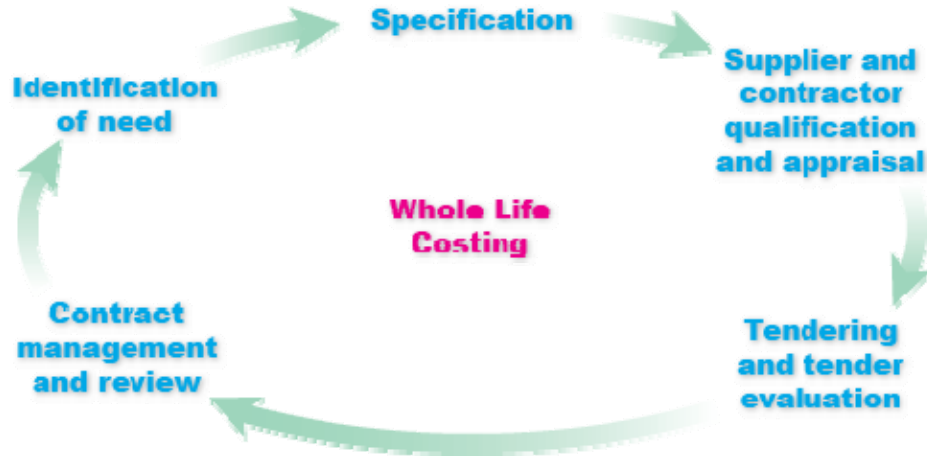 Specification
Supplier and
contractor
qualification
and appraisal
Identification
of need
Whole Life
Costing
Contract
management
and review
Tendering
and tender
evaluation